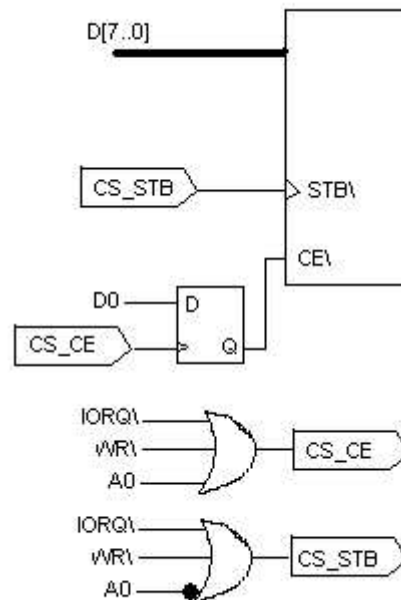 D[7..0]
CS_STB
STB\
CE\
D0
D
CS_CE
Q
IORQ\
WR\
CS_CE
A0
IORQ\
WR\
CS_STB
A0